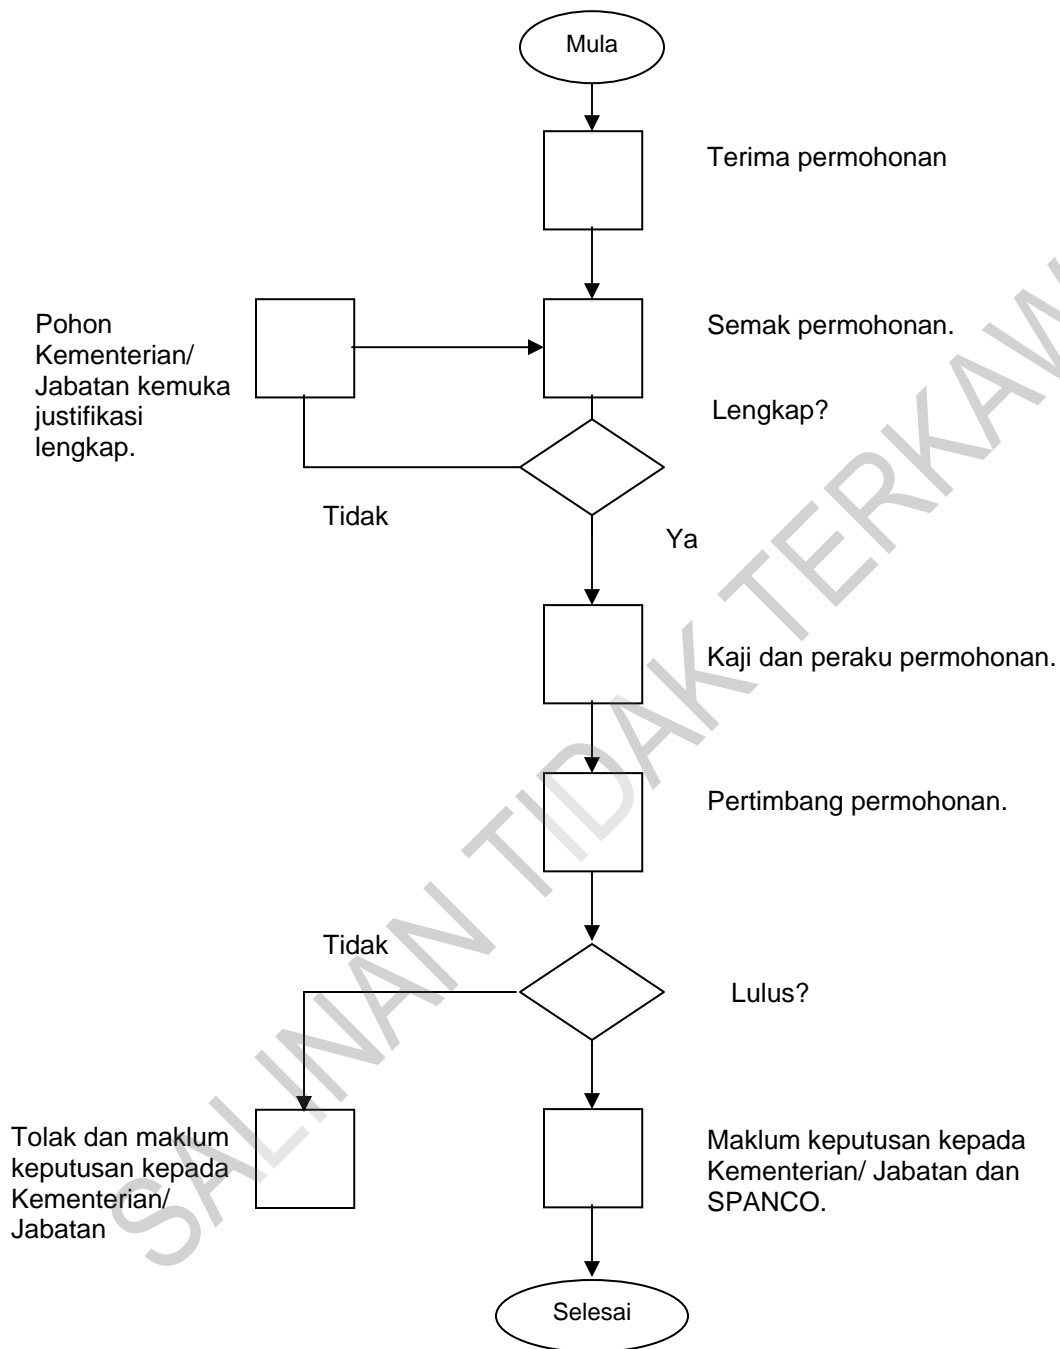 Mula
Terima permohonan
Pohon
Kementerian/
Jabatan kemuka
justifikasi
lengkap.
Semak permohonan.
Lengkap?
Tidak
Ya
Kaji dan peraku permohonan.
Pertimbang permohonan.
Tidak
Lulus?
Tolak dan maklum
keputusan kepada
Kementerian/
Jabatan
Maklum keputusan kepada
Kementerian/ Jabatan dan
SPANCO.
Selesai
SALINAN TIDAK TERKAW